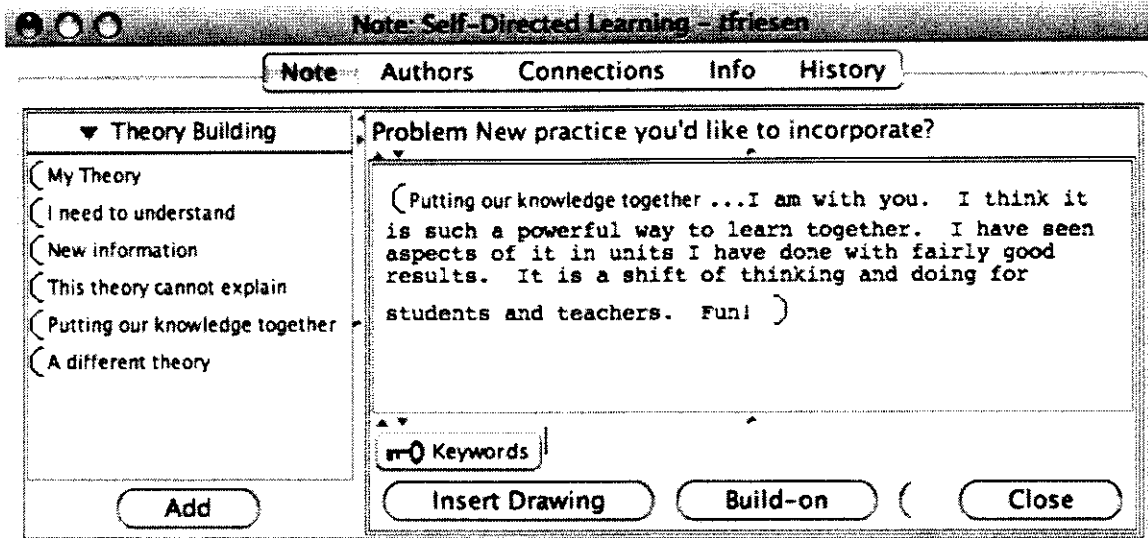 Note: Self-Directed Learning - tfriesen
Note Authors Connections Info History
▼ Theory Building
My Theory
I need to understand
New information
This theory cannot explain
Putting our knowledge together
A different theory
Add
Problem New practice you'd like to incorporate?
(Putting our knowledge together ...I am with you. I think it
is such a powerful way to learn together. I have seen
aspects of it in units I have done with fairly good
results. It is a shift of thinking and doing for
students and teachers. Fun! )
Keywords
Insert Drawing Build-on Close